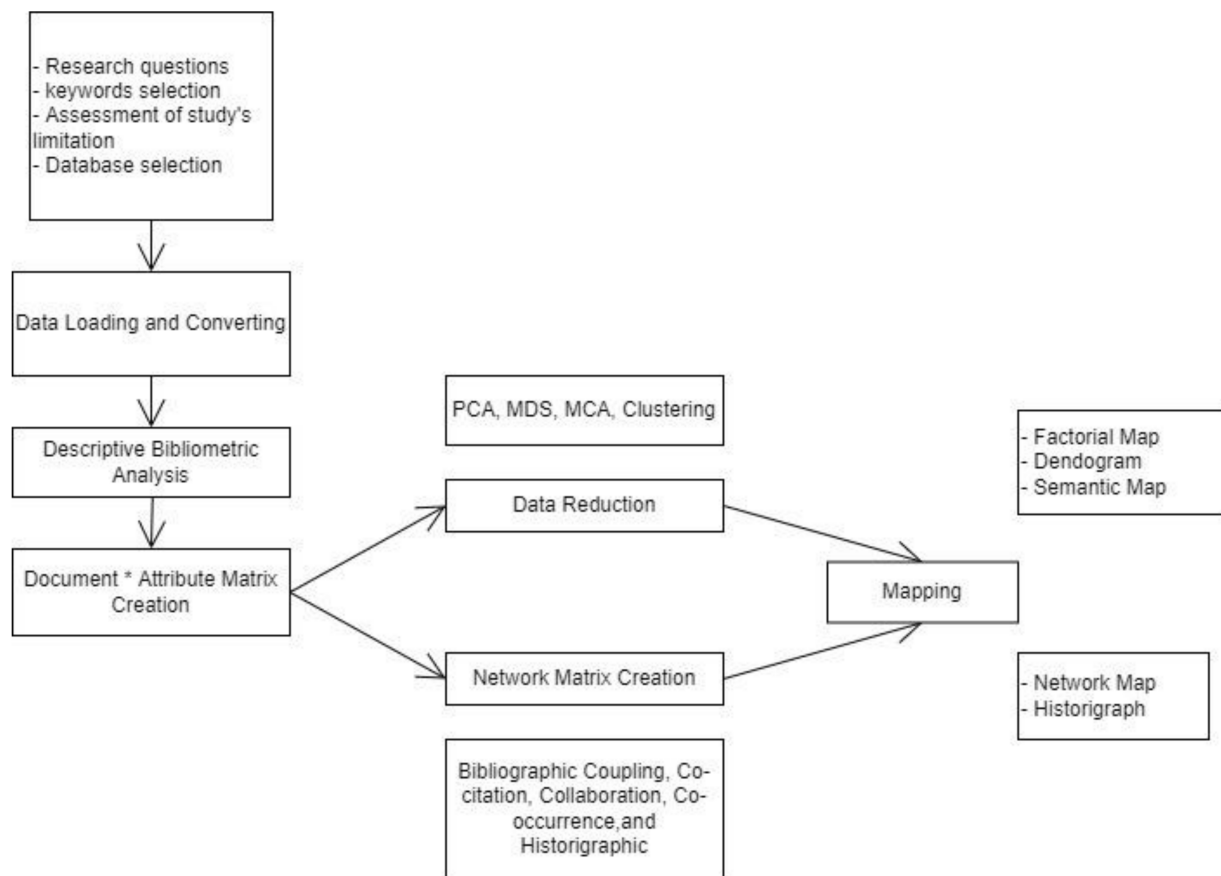 - Research questions
- keywords selection
- Assessment of study's
limitation
- Database selection
Data Loading and Converting
Descriptive Bibliometric
Analysis
Document * Attribute Matrix
Creation
PCA, MDS, MCA, Clustering
Data Reduction
Network Matrix Creation
Bibliographic Coupling, Co-
citation, Collaboration, Co-
occurrence,and
Historigraphic
Mapping
- Factorial Map
- Dendogram
- Semantic Map
- Network Map
- Historigraph